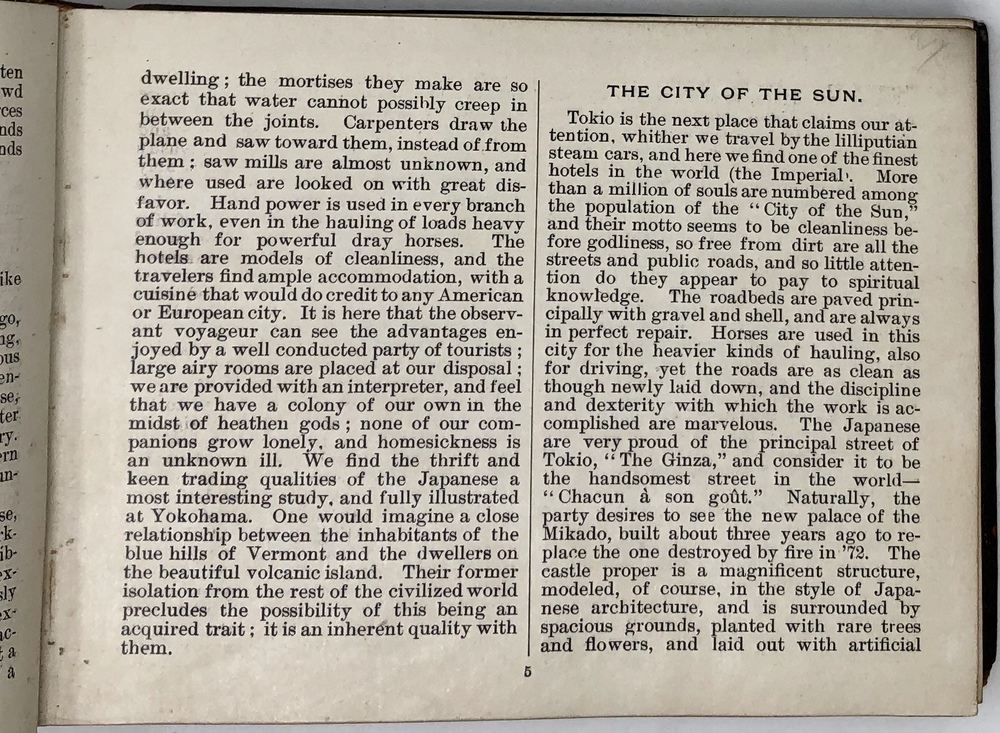 ten
wd
ces
nds
nds
ike
go,
ng,
ous
en-
se,
ter
ry.
ern
un-
se,
rk-
ib-
ex-
sly
ex-
ac-
t a
a
dwelling; the mortises they make are so
exact that water cannot possibly creep in
between the joints. Carpenters draw the
plane and saw toward them, instead of from
them; saw mills are almost unknown, and
where used are looked on with great dis-
favor. Hand power is used in every branch
of work, even in the hauling of loads heavy
enough for powerful dray horses. The
hotels are models of cleanliness, and the
travelers find ample accommodation, with a
cuisine that would do credit to any American
or European city. It is here that the observ-
ant voyageur can see the advantages en-
joyed by a well conducted party of tourists;
large airy rooms are placed at our disposal;
we are provided with an interpreter, and feel
that we have a colony of our own in the
midst of heathen gods; none of our com-
panions grow lonely, and homesickness is
an unknown ill. We find the thrift and
keen trading qualities of the Japanese a
most interesting study, and fully illustrated
at Yokohama. One would imagine a close
relationship between the inhabitants of the
blue hills of Vermont and the dwellers on
the beautiful volcanic island. Their former
isolation from the rest of the civilized world
precludes the possibility of this being an
acquired trait; it is an inherent quality with
them.
THE CITY OF THE SUN.
Tokio is the next place that claims our at-
tention, whither we travel by the lilliputian
steam cars, and here we find one of the finest
hotels in the world (the Imperial). More
than a million of souls are numbered among
the population of the “City of the Sun,”
and their motto seems to be cleanliness be-
fore godliness, so free from dirt are all the
streets and public roads, and so little atten-
tion do they appear to pay to spiritual
knowledge. The roadbeds are paved prin-
cipally with gravel and shell, and are always
in perfect repair. Horses are used in this
city for the heavier kinds of hauling, also
for driving, yet the roads are as clean as
though newly laid down, and the discipline
and dexterity with which the work is ac-
complished are marvelous. The Japanese
are very proud of the principal street of
Tokio, “The Ginza,” and consider it to be
the handsomest street in the world—
“Chacun â son goût.” Naturally, the
party desires to see the new palace of the
Mikado, built about three years ago to re-
place the one destroyed by fire in ’72. The
castle proper is a magnificent structure,
modeled, of course, in the style of Japa-
nese architecture, and is surrounded by
spacious grounds, planted with rare trees
and flowers, and laid out with artificial
5